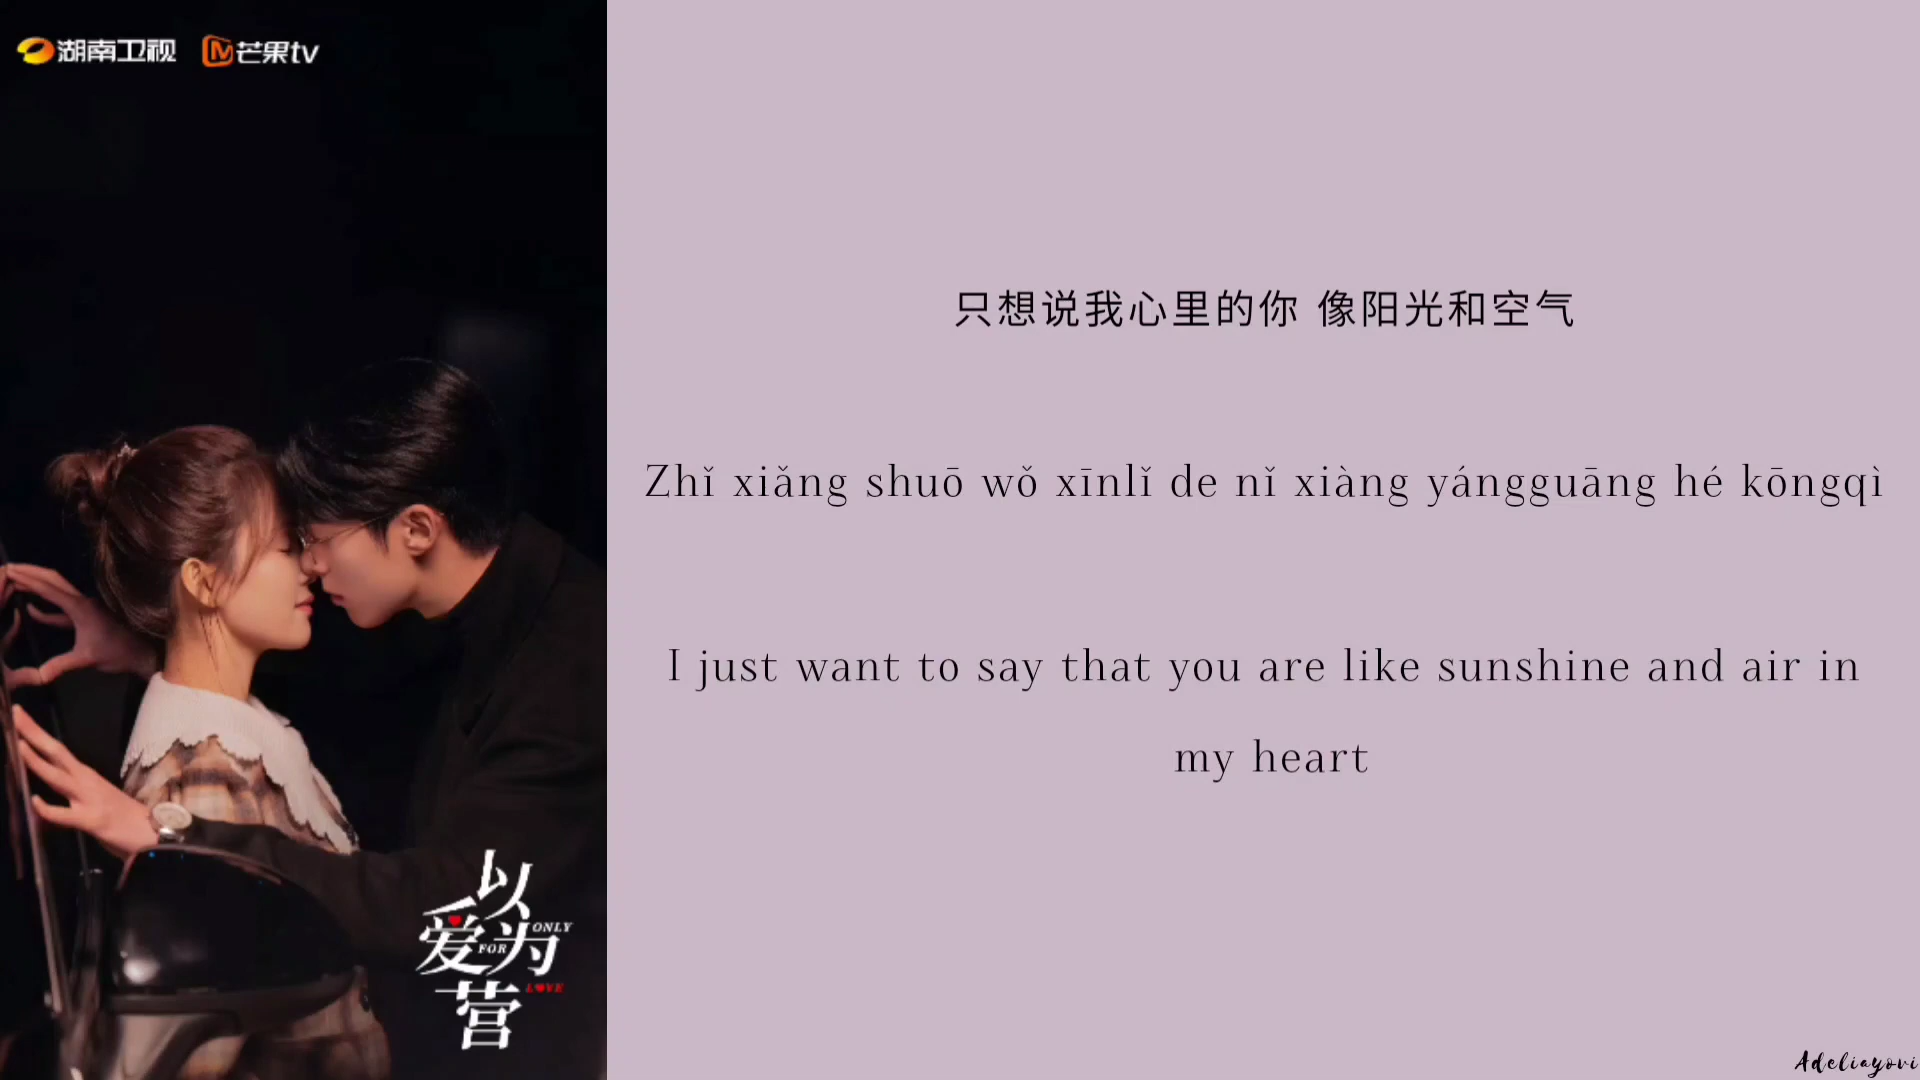 湖南卫视 芒果tv
只想说我心里的你 像阳光和空气
Zhǐ xiǎng shuō wǒ xīnlǐ de nǐ xiàng yángguāng hé kōngqì
I just want to say that you are like sunshine and air in
my heart
以
爱为
FOR ONLY
LOVE
营
Adeliayovi